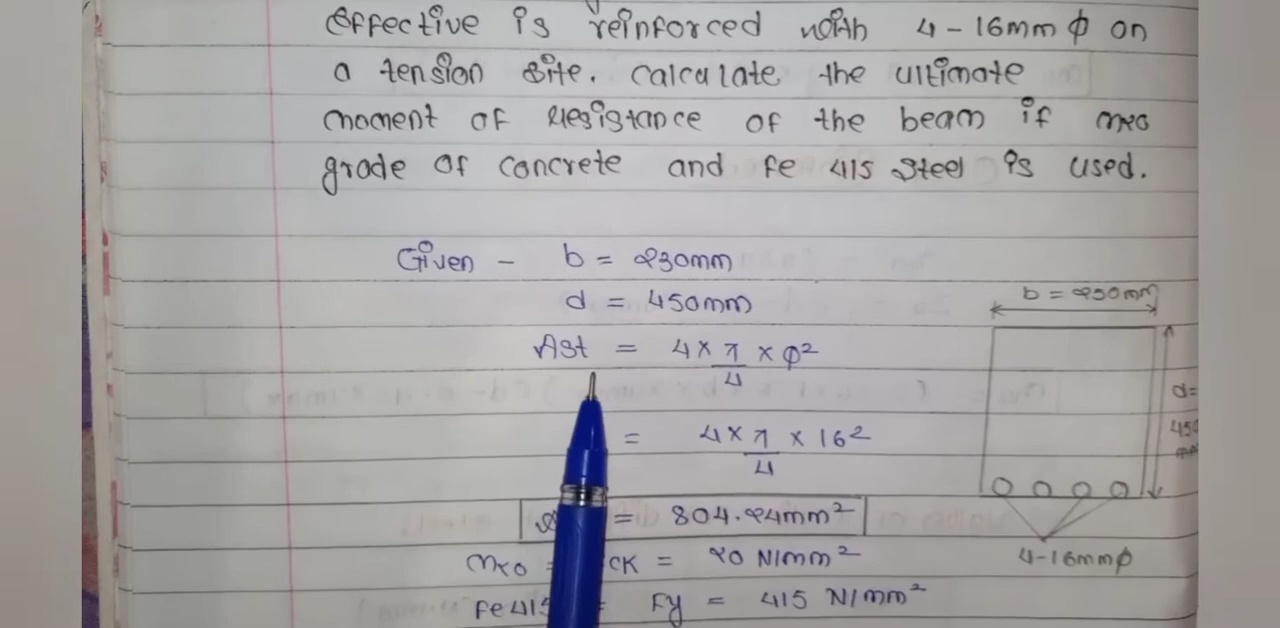 effective is reinforced with 4-16mm φ on
a tension site. calculate the ultimate
moment of resistance of the beam if M20
grade of concrete and fe 415 steel is used.
Given - b = 230mm
d = 450mm
b = 230mm
Ast = 4 × π/4 × φ²
d=
450
mm
= 4 × π/4 × 16²
= 804.24mm²
4-16mmφ
M20 = CK = 20 N/mm²
Fe415 = Fy = 415 N/mm²